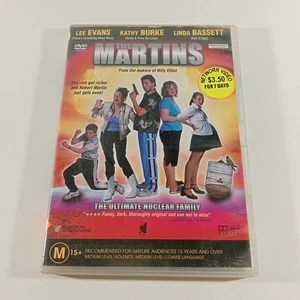 LEE EVANS KATHY BURKE LINDA BASSETT
DVD
THE
MARTINS
From the makers of Billy Elliot
NETWORK VIDEO
$3.50
FOR 7 DAYS
The rich get richer
and Robert Martin
just gets even!
THE ULTIMATE NUCLEAR FAMILY
"★★★★ Funny, dark, thoroughly original and one not to miss"
M 15+
RECOMMENDED FOR MATURE AUDIENCES 15 YEARS AND OVER
MEDIUM LEVEL VIOLENCE, MEDIUM LEVEL COARSE LANGUAGE